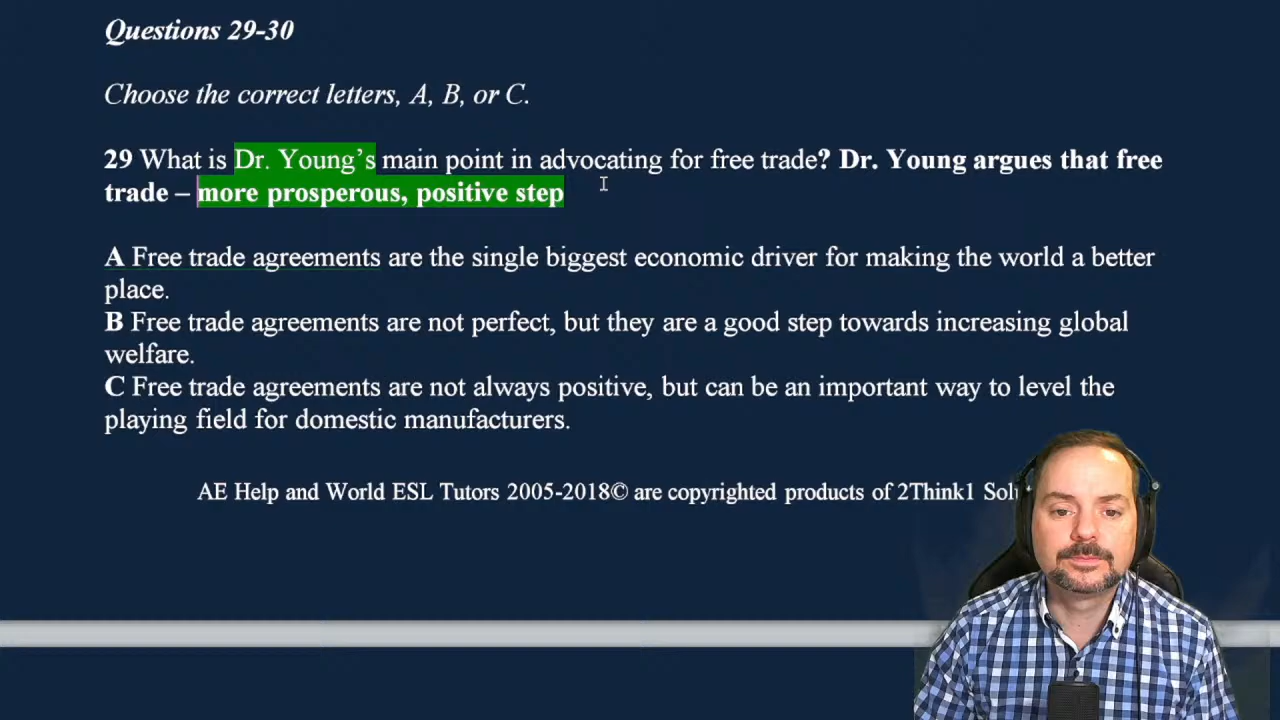 Questions 29-30
Choose the correct letters, A, B, or C.
29 What is Dr. Young's main point in advocating for free trade? Dr. Young argues that free
trade – more prosperous, positive step
A Free trade agreements are the single biggest economic driver for making the world a better
place.
B Free trade agreements are not perfect, but they are a good step towards increasing global
welfare.
C Free trade agreements are not always positive, but can be an important way to level the
playing field for domestic manufacturers.
AE Help and World ESL Tutors 2005-2018© are copyrighted products of 2Think1